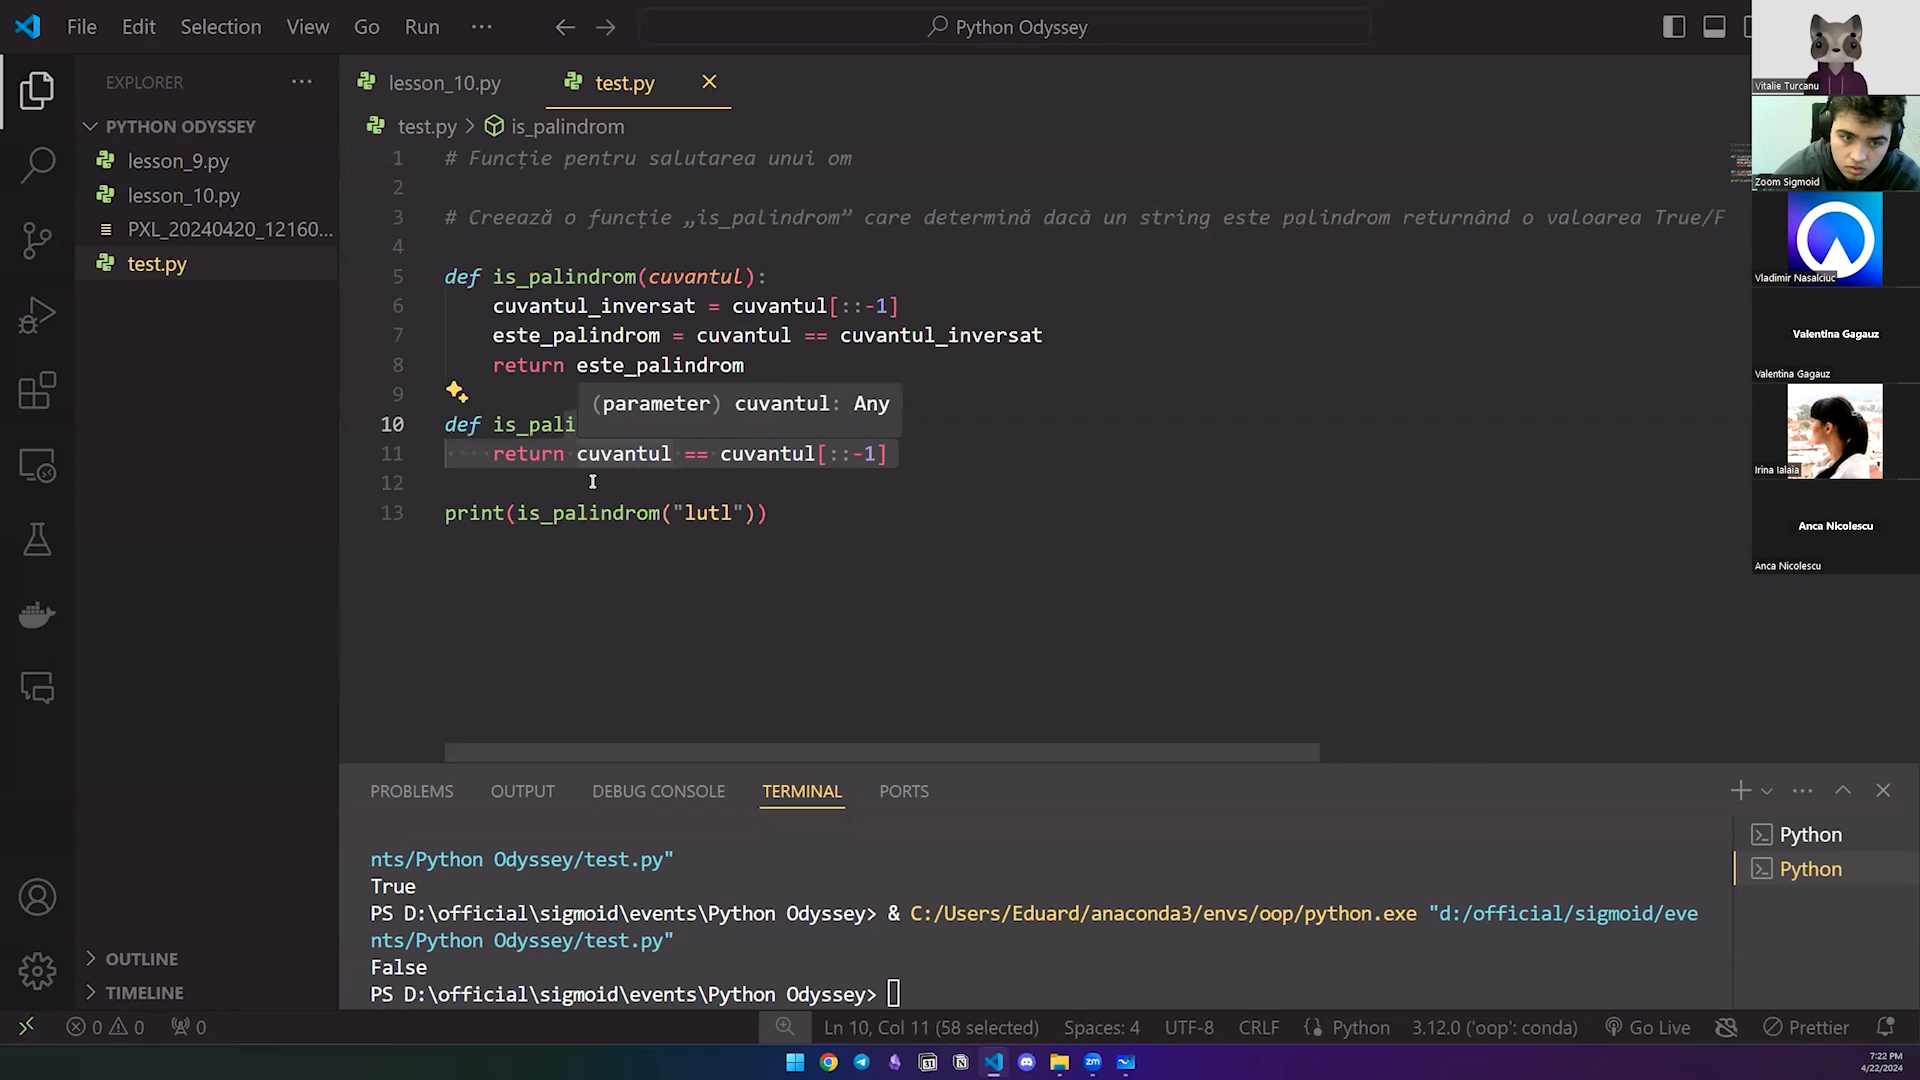 File Edit Selection View Go Run ···
Python Odyssey
EXPLORER
PYTHON ODYSSEY
lesson_9.py
lesson_10.py
PXL_20240420_12160...
test.py
OUTLINE
TIMELINE
lesson_10.py
test.py
test.py > is_palindrom
1 # Funcție pentru salutarea unui om
2
3 # Creează o funcție „is_palindrom” care determină dacă un string este palindrom returnând o valoarea True/F
4
5 def is_palindrom(cuvantul):
6 cuvantul_inversat = cuvantul[::-1]
7 este_palindrom = cuvantul == cuvantul_inversat
8 return este_palindrom
9
(parameter) cuvantul: Any
10 def is_pali
11 return cuvantul == cuvantul[::-1]
12
13 print(is_palindrom("lutl"))
PROBLEMS OUTPUT DEBUG CONSOLE TERMINAL PORTS
nts/Python Odyssey/test.py"
True
PS D:\official\sigmoid\events\Python Odyssey> & C:/Users/Eduard/anaconda3/envs/oop/python.exe "d:/official/sigmoid/eve
nts/Python Odyssey/test.py"
False
PS D:\official\sigmoid\events\Python Odyssey>
Python
Python
Vitalie Turcanu
Zoom Sigmoid
Vladimir Nasalciuc
Valentina Gagauz
Valentina Gagauz
Irina Ialaia
Anca Nicolescu
Anca Nicolescu
0 0 0 Ln 10, Col 11 (58 selected) Spaces: 4 UTF-8 CRLF Python 3.12.0 ('oop': conda) Go Live Prettier
31
zm
7:22 PM
4/22/2024